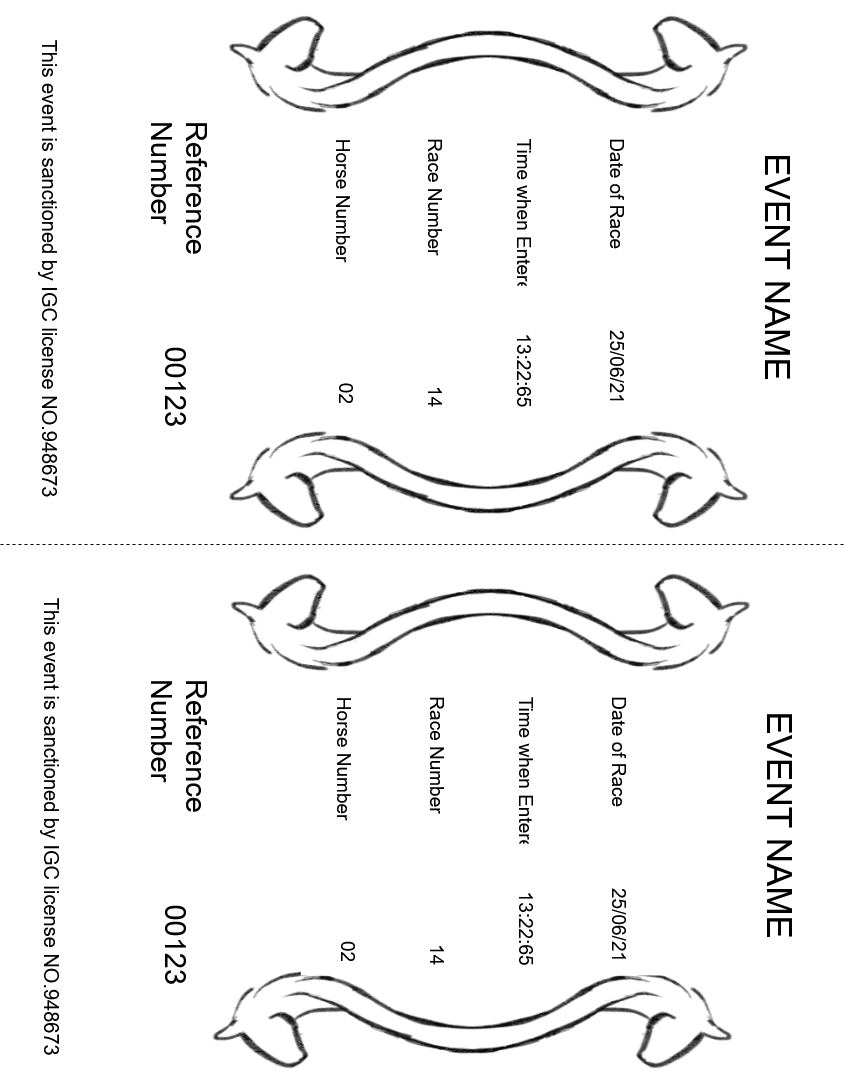 EVENT NAME
Date of Race 25/06/21
Time when Entere 13:22:65
Race Number 14
Horse Number 02
Reference
Number
00123
This event is sanctioned by IGC license NO.948673
EVENT NAME
Date of Race 25/06/21
Time when Entere 13:22:65
Race Number 14
Horse Number 02
Reference
Number
00123
This event is sanctioned by IGC license NO.948673